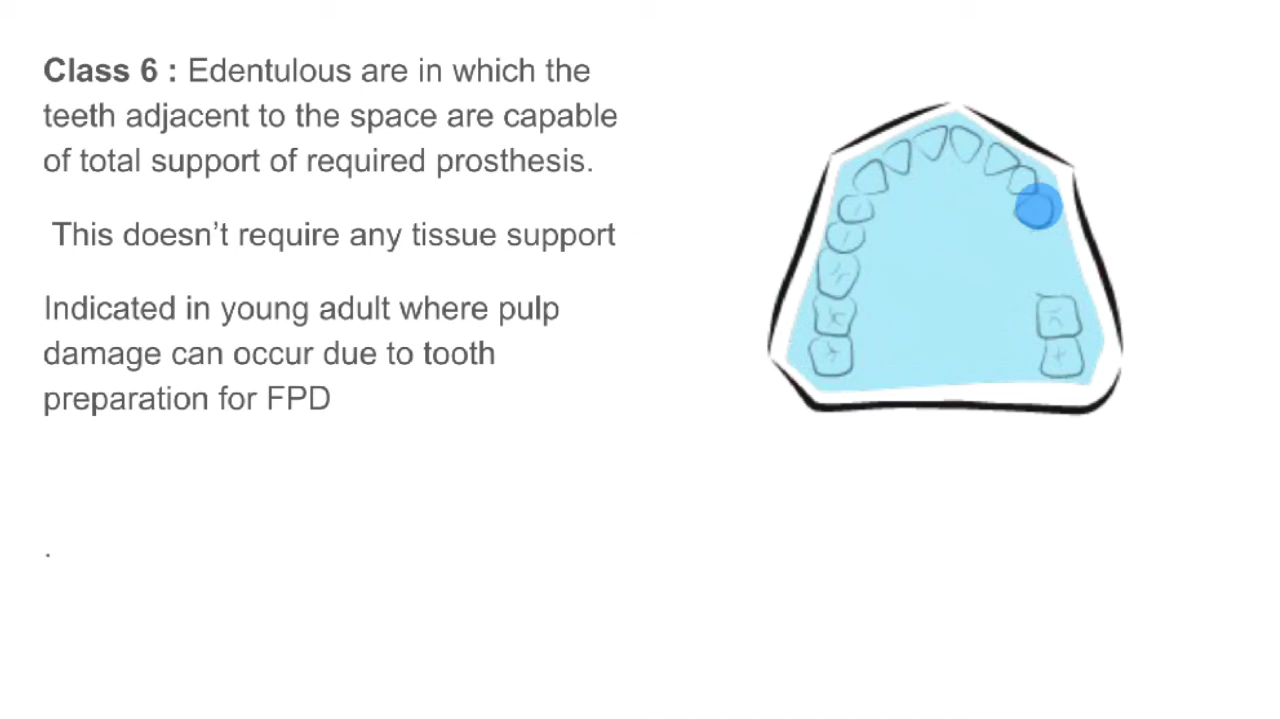 Class 6 : Edentulous are in which the
teeth adjacent to the space are capable
of total support of required prosthesis.
This doesn’t require any tissue support
Indicated in young adult where pulp
damage can occur due to tooth
preparation for FPD
.